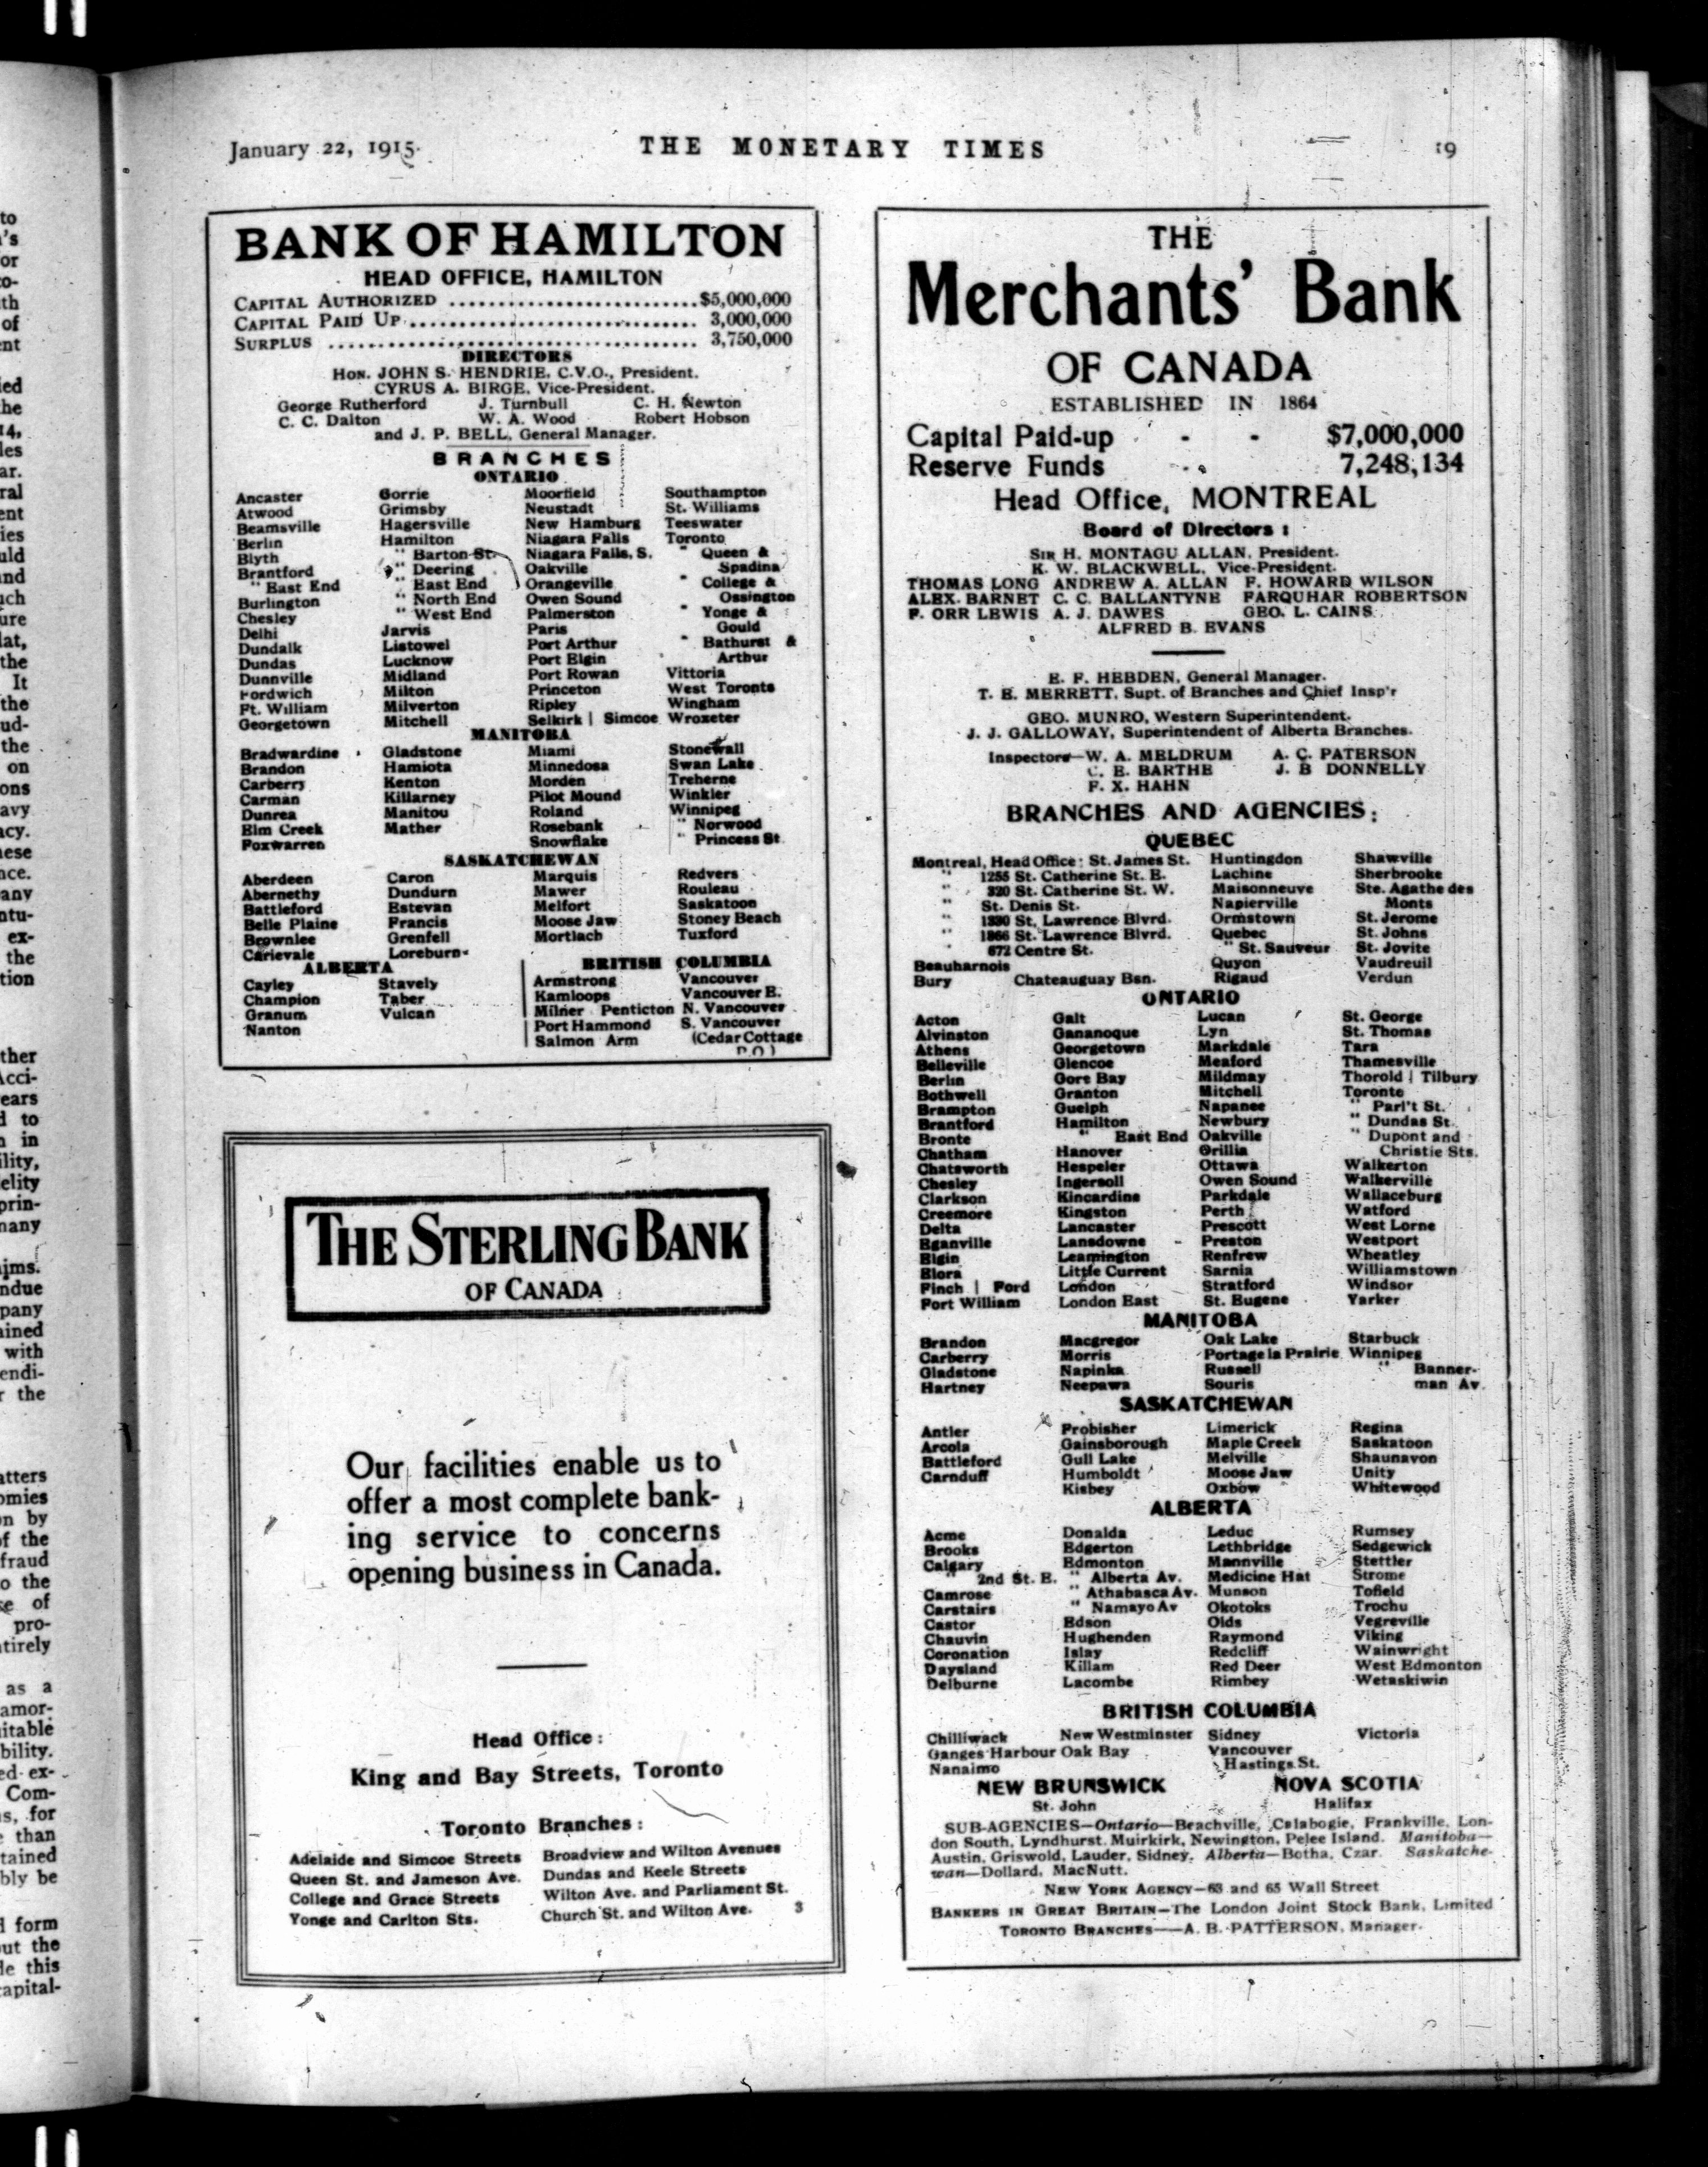 January 22, 1915.
THE MONETARY TIMES
19
BANK OF HAMILTON
HEAD OFFICE, HAMILTON
CAPITAL AUTHORIZED ........................... $5,000,000
CAPITAL PAID UP ............................... 3,000,000
SURPLUS ....................................... 3,750,000
DIRECTORS
HON. JOHN S. HENDRIE, C.V.O., President.
CYRUS A. BIRGE, Vice-President.
George Rutherford J. Turnbull C. H. Newton
C. C. Dalton W. A. Wood Robert Hobson
and J. P. BELL, General Manager.
BRANCHES
ONTARIO
Ancaster Gorrie Moorfield Southampton
Atwood Grimsby Neustadt St. Williams
Beamsville Hagersville New Hamburg Teeswater
Berlin Hamilton Niagara Falls Toronto
Blyth " Barton St. Niagara Falls, S. " Queen &
Brantford " Deering Oakville Spadina
" East End " East End Orangeville " College &
Burlington " North End Owen Sound Ossington
Chesley " West End Palmerston " Yonge &
Delhi Jarvis Paris Gould
Dundalk Listowel Port Arthur " Bathurst &
Dundas Lucknow Port Elgin Arthur
Dunnville Midland Port Rowan Vittoria
Fordwich Milton Princeton West Toronto
Ft. William Milverton Ripley Wingham
Georgetown Mitchell Selkirk | Simcoe Wroxeter
MANITOBA
Bradwardine Gladstone Miami Stonewall
Brandon Hamiota Minnedosa Swan Lake
Carberry Kenton Morden Treherne
Carman Killarney Pilot Mound Winkler
Dunrea Manitou Roland Winnipeg
Elm Creek Mather Rosebank " Norwood
Foxwarren Snowflake " Princess St.
SASKATCHEWAN
Aberdeen Caron Marquis Redvers
Abernethy Dundurn Mawer Rouleau
Battleford Estevan Melfort Saskatoon
Belle Plaine Francis Moose Jaw Stoney Beach
Brownlee Grenfell Mortlach Tuxford
Carievale Loreburn
ALBERTA
Cayley Stavely
Champion Taber
Granum Vulcan
Nanton
BRITISH COLUMBIA
Armstrong Vancouver
Kamloops Vancouver E.
Milner Penticton N. Vancouver
Port Hammond S. Vancouver
Salmon Arm (Cedar Cottage
P.O.)
THE STERLING BANK
OF CANADA
Our facilities enable us to
offer a most complete bank-
ing service to concerns
opening business in Canada.
Head Office:
King and Bay Streets, Toronto
Toronto Branches:
Adelaide and Simcoe Streets Broadview and Wilton Avenues
Queen St. and Jameson Ave. Dundas and Keele Streets
College and Grace Streets Wilton Ave. and Parliament St.
Yonge and Carlton Sts. Church St. and Wilton Ave. 3
THE
Merchants' Bank
OF CANADA
ESTABLISHED IN 1864
Capital Paid-up - - $7,000,000
Reserve Funds 7,248,134
Head Office, MONTREAL
Board of Directors:
SIR H. MONTAGU ALLAN, President.
K. W. BLACKWELL, Vice-President.
THOMAS LONG ANDREW A. ALLAN F. HOWARD WILSON
ALEX. BARNET C. C. BALLANTYNE FARQUHAR ROBERTSON
F. ORR LEWIS A. J. DAWES GEO. L. CAINS
ALFRED B. EVANS
E. F. HEBDEN, General Manager.
T. E. MERRETT, Supt. of Branches and Chief Insp'r
GEO. MUNRO, Western Superintendent.
J. J. GALLOWAY, Superintendent of Alberta Branches.
Inspectors—W. A. MELDRUM A. C. PATERSON
C. E. BARTHE J. B DONNELLY
F. X. HAHN
BRANCHES AND AGENCIES:
QUEBEC
Montreal, Head Office: St. James St. Huntingdon Shawville
" 1255 St. Catherine St. E. Lachine Sherbrooke
" 320 St. Catherine St. W. Maisonneuve Ste. Agathe des
" St. Denis St. Napierville Monts
" 1330 St. Lawrence Blvrd. Ormstown St. Jerome
" 1866 St. Lawrence Blvrd. Quebec St. Johns
" 672 Centre St. " St. Sauveur St. Jovite
Beauharnois Quyon Vaudreuil
Bury Chateauguay Bsn. Rigaud Verdun
ONTARIO
Acton Galt Lucan St. George
Alvinston Gananoque Lyn St. Thomas
Athens Georgetown Markdale Tara
Belleville Glencoe Meaford Thamesville
Berlin Gore Bay Mildmay Thorold | Tilbury
Bothwell Granton Mitchell Toronto
Brampton Guelph Napanee " Parl't St.
Brantford Hamilton Newbury " Dundas St.
Bronte " East End Oakville " Dupont and
Chatham Hanover Orillia Christie Sts.
Chatsworth Hespeler Ottawa Walkerton
Chesley Ingersoll Owen Sound Walkerville
Clarkson Kincardine Parkdale Wallaceburg
Creemore Kingston Perth Watford
Delta Lancaster Prescott West Lorne
Eganville Lansdowne Preston Westport
Elgin Leamington Renfrew Wheatley
Elora Little Current Sarnia Williamstown
Finch | Ford London Stratford Windsor
Fort William London East St. Eugene Yarker
MANITOBA
Brandon Macgregor Oak Lake Starbuck
Carberry Morris Portage la Prairie Winnipeg
Gladstone Napinka Russell " Banner-
Hartney Neepawa Souris man Av.
SASKATCHEWAN
Antler Frobisher Limerick Regina
Arcola Gainsborough Maple Creek Saskatoon
Battleford Gull Lake Melville Shaunavon
Carnduff Humboldt Moose Jaw Unity
Kisbey Oxbow Whitewood
ALBERTA
Acme Donalda Leduc Rumsey
Brooks Edgerton Lethbridge Sedgewick
Calgary Edmonton Mannville Stettler
" 2nd St. E. " Alberta Av. Medicine Hat Strome
Camrose " Athabasca Av. Munson Tofield
Carstairs " Namayo Av Okotoks Trochu
Castor Edson Olds Vegreville
Chauvin Hughenden Raymond Viking
Coronation Islay Redcliff Wainwright
Daysland Killam Red Deer West Edmonton
Delburne Lacombe Rimbey Wetaskiwin
BRITISH COLUMBIA
Chilliwack New Westminster Sidney Victoria
Ganges Harbour Oak Bay Vancouver
Nanaimo " Hastings St.
NEW BRUNSWICK NOVA SCOTIA
St. John Halifax
SUB-AGENCIES—Ontario—Beachville, Calabogie, Frankville, Lon-
don South, Lyndhurst, Muirkirk, Newington, Pelee Island. Manitoba—
Austin, Griswold, Lauder, Sidney. Alberta—Botha, Czar. Saskatche-
wan—Dollard, MacNutt.
NEW YORK AGENCY—63 and 65 Wall Street
BANKERS IN GREAT BRITAIN—The London Joint Stock Bank, Limited
TORONTO BRANCHES—A. B. PATTERSON, Manager.